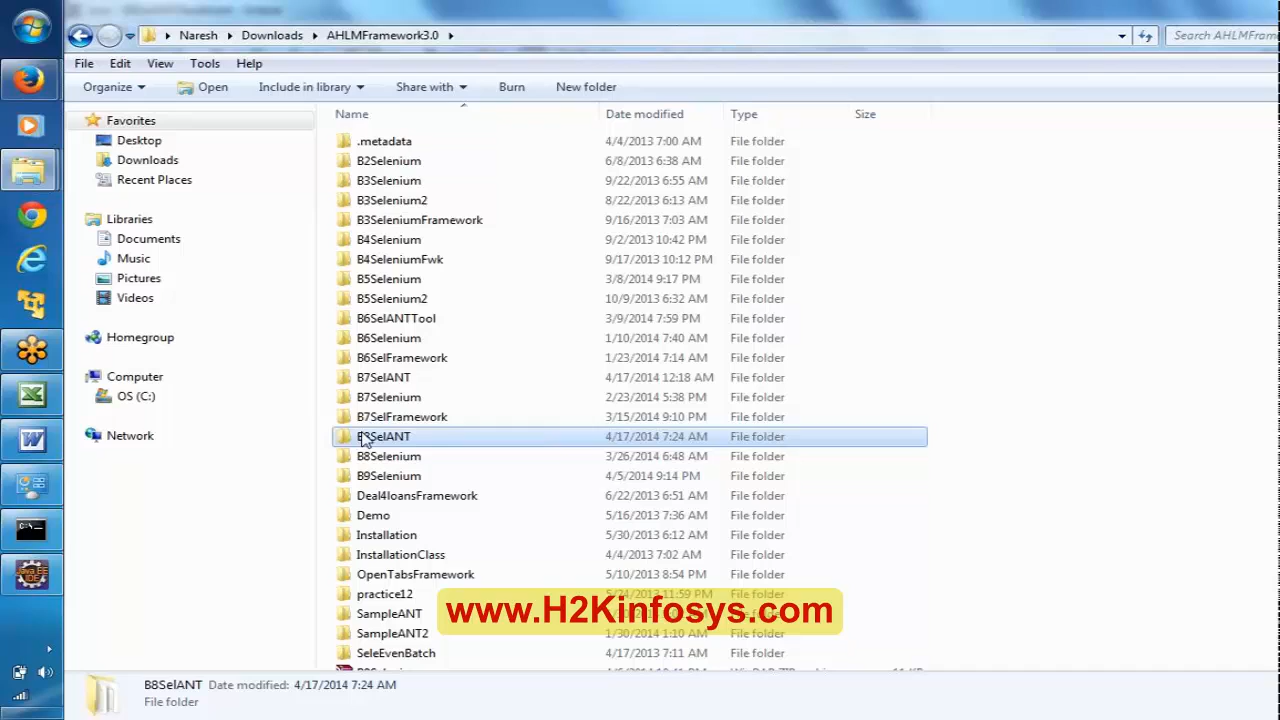 Naresh Downloads AHLMFramework3.0 Search AHLMFram
File Edit View Tools Help
Organize Open Include in library Share with Burn New folder
Name Date modified Type Size
Favorites
Desktop
Downloads
Recent Places
Libraries
Documents
Music
Pictures
Videos
Homegroup
Computer
OS (C:)
Network
.metadata 4/4/2013 7:00 AM File folder
B2Selenium 6/8/2013 6:38 AM File folder
B3Selenium 9/22/2013 6:55 AM File folder
B3Selenium2 8/22/2013 6:13 AM File folder
B3SeleniumFramework 9/16/2013 7:03 AM File folder
B4Selenium 9/2/2013 10:42 PM File folder
B4SeleniumFwk 9/17/2013 10:12 PM File folder
B5Selenium 3/8/2014 9:17 PM File folder
B5Selenium2 10/9/2013 6:32 AM File folder
B6SelANTTool 3/9/2014 7:59 PM File folder
B6Selenium 1/10/2014 7:40 AM File folder
B6SelFramework 1/23/2014 7:14 AM File folder
B7SelANT 4/17/2014 12:18 AM File folder
B7Selenium 2/23/2014 5:38 PM File folder
B7SelFramework 3/15/2014 9:10 PM File folder
B8SelANT 4/17/2014 7:24 AM File folder
B8Selenium 3/26/2014 6:48 AM File folder
B9Selenium 4/5/2014 9:14 PM File folder
Deal4loansFramework 6/22/2013 6:51 AM File folder
Demo 5/16/2013 7:36 AM File folder
Installation 5/30/2013 6:12 AM File folder
InstallationClass 4/4/2013 7:02 AM File folder
OpenTabsFramework 5/10/2013 8:54 PM File folder
practice12 11:59 PM File folder
SampleANT
SampleANT2 1/30/2014 1:10 AM File folder
SeleEvenBatch 4/17/2013 7:11 AM File folder
www.H2Kinfosys.com
B8SelANT Date modified: 4/17/2014 7:24 AM
File folder